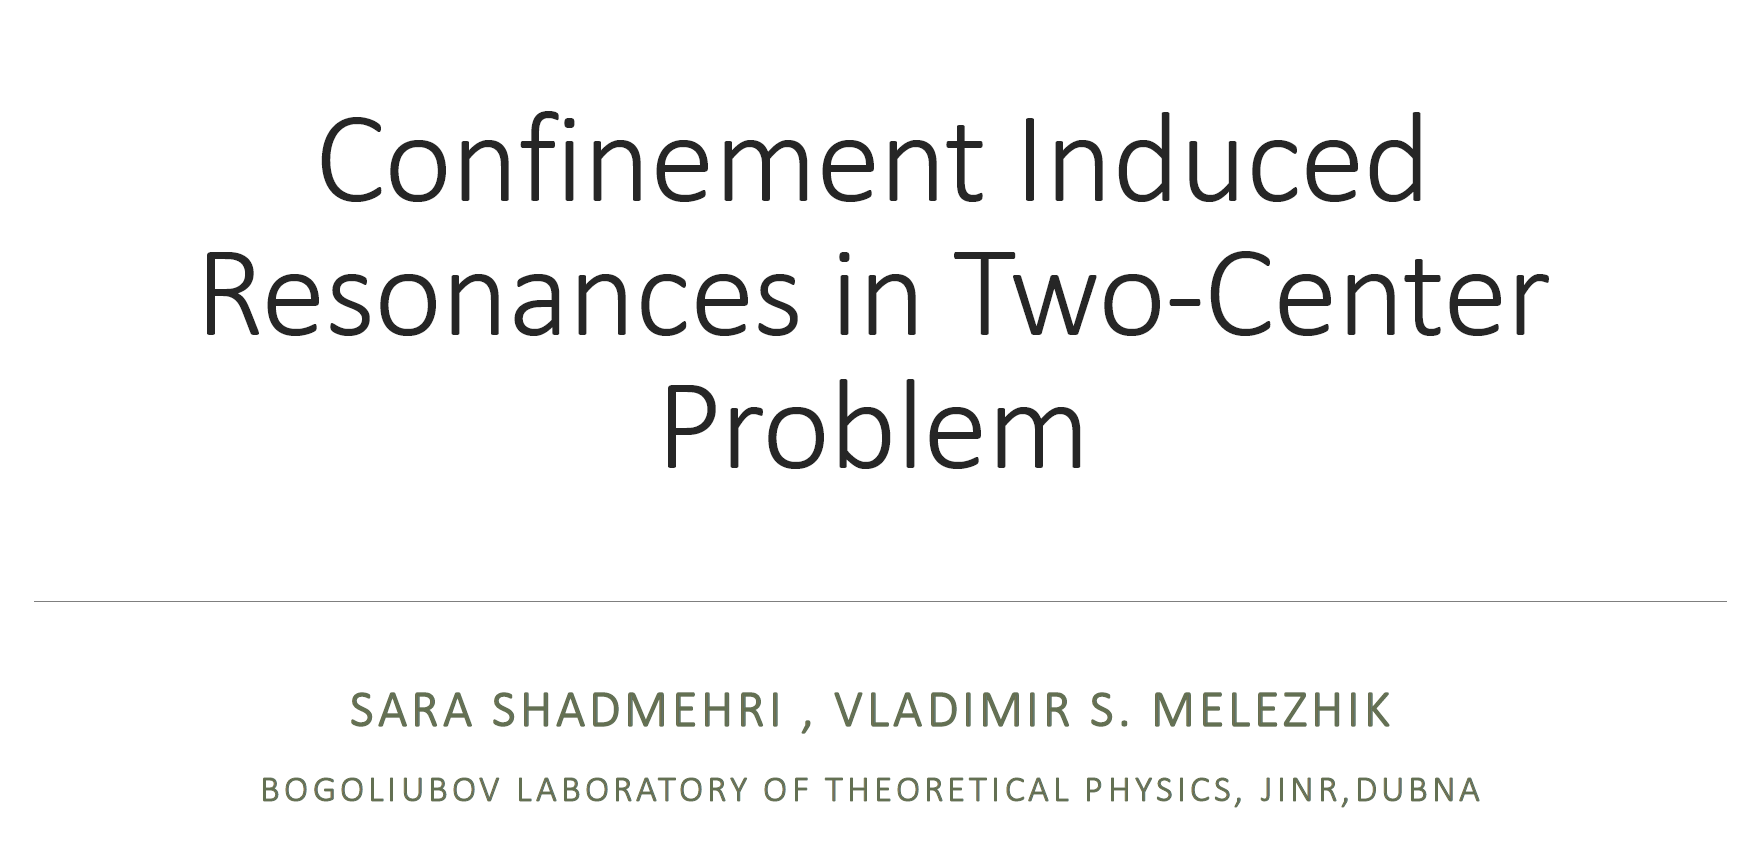 Confinement Induced
Resonances in Two-Center
Problem
SARA SHADMEHRI , VLADIMIR S. MELEZHIK
BOGOLIUBOV LABORATORY OF THEORETICAL PHYSICS, JINR,DUBNA